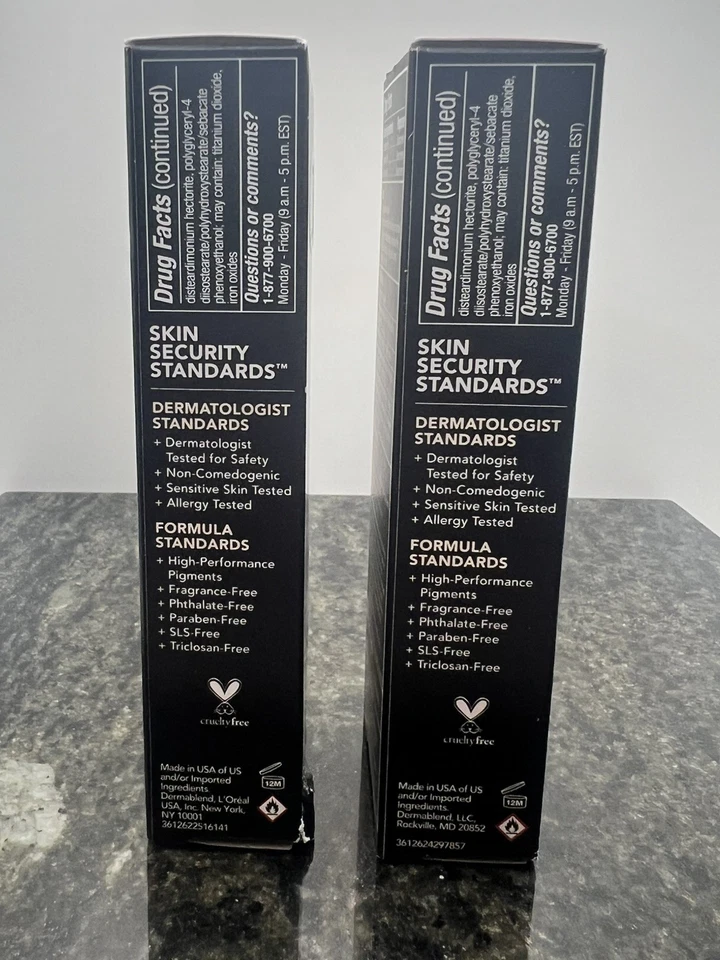 Drug Facts (continued)
disteardimonium hectorite, polyglyceryl-4
diisostearate/polyhydroxystearate/sebacate
phenoxyethanol; may contain: titanium dioxide,
iron oxides
Questions or comments?
1-877-900-6700
Monday - Friday (9 a.m - 5 p.m. EST)
SKIN
SECURITY
STANDARDS™
DERMATOLOGIST
STANDARDS
+ Dermatologist
Tested for Safety
+ Non-Comedogenic
+ Sensitive Skin Tested
+ Allergy Tested
FORMULA
STANDARDS
+ High-Performance
Pigments
+ Fragrance-Free
+ Phthalate-Free
+ Paraben-Free
+ SLS-Free
+ Triclosan-Free
crueltyfree
Made in USA of US
and/or Imported
Ingredients.
Dermablend, L'Oréal
USA, Inc. New York,
NY 10001
3612622516141
12M
Drug Facts (continued)
disteardimonium hectorite, polyglyceryl-4
diisostearate/polyhydroxystearate/sebacate
phenoxyethanol; may contain: titanium dioxide,
iron oxides
Questions or comments?
1-877-900-6700
Monday - Friday (9 a.m - 5 p.m. EST)
SKIN
SECURITY
STANDARDS™
DERMATOLOGIST
STANDARDS
+ Dermatologist
Tested for Safety
+ Non-Comedogenic
+ Sensitive Skin Tested
+ Allergy Tested
FORMULA
STANDARDS
+ High-Performance
Pigments
+ Fragrance-Free
+ Phthalate-Free
+ Paraben-Free
+ SLS-Free
+ Triclosan-Free
crueltyfree
Made in USA of US
and/or Imported
Ingredients.
Dermablend, LLC.
Rockville, MD 20852
3612624297857
12M